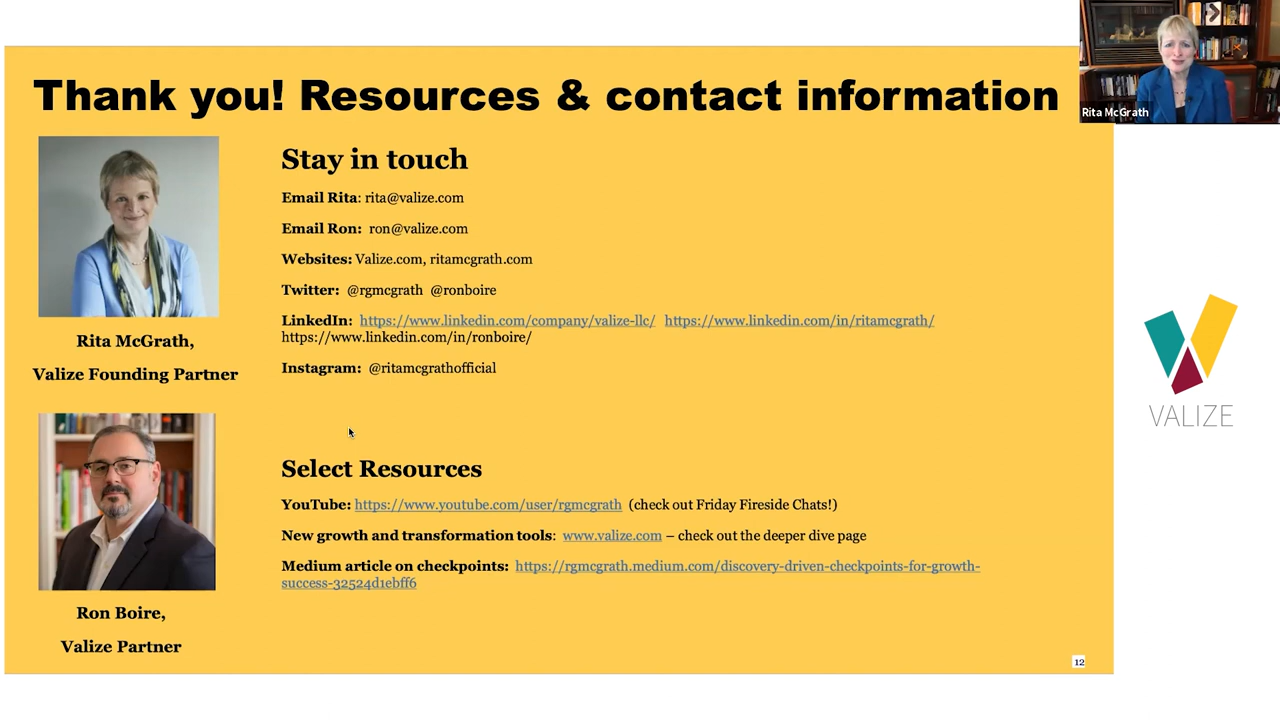 Thank you! Resources & contact information
Rita McGrath
Stay in touch
Email Rita: rita@valize.com
Email Ron: ron@valize.com
Websites: Valize.com, ritamcgrath.com
Twitter: @rgmcgrath @ronboire
LinkedIn: https://www.linkedin.com/company/valize-llc/ https://www.linkedin.com/in/ritamcgrath/
https://www.linkedin.com/in/ronboire/
Instagram: @ritamcgrathofficial
Rita McGrath,
Valize Founding Partner
Select Resources
YouTube: https://www.youtube.com/user/rgmcgrath (check out Friday Fireside Chats!)
New growth and transformation tools: www.valize.com – check out the deeper dive page
Medium article on checkpoints: https://rgmcgrath.medium.com/discovery-driven-checkpoints-for-growth-
success-32524d1ebff6
Ron Boire,
Valize Partner
12
VALIZE